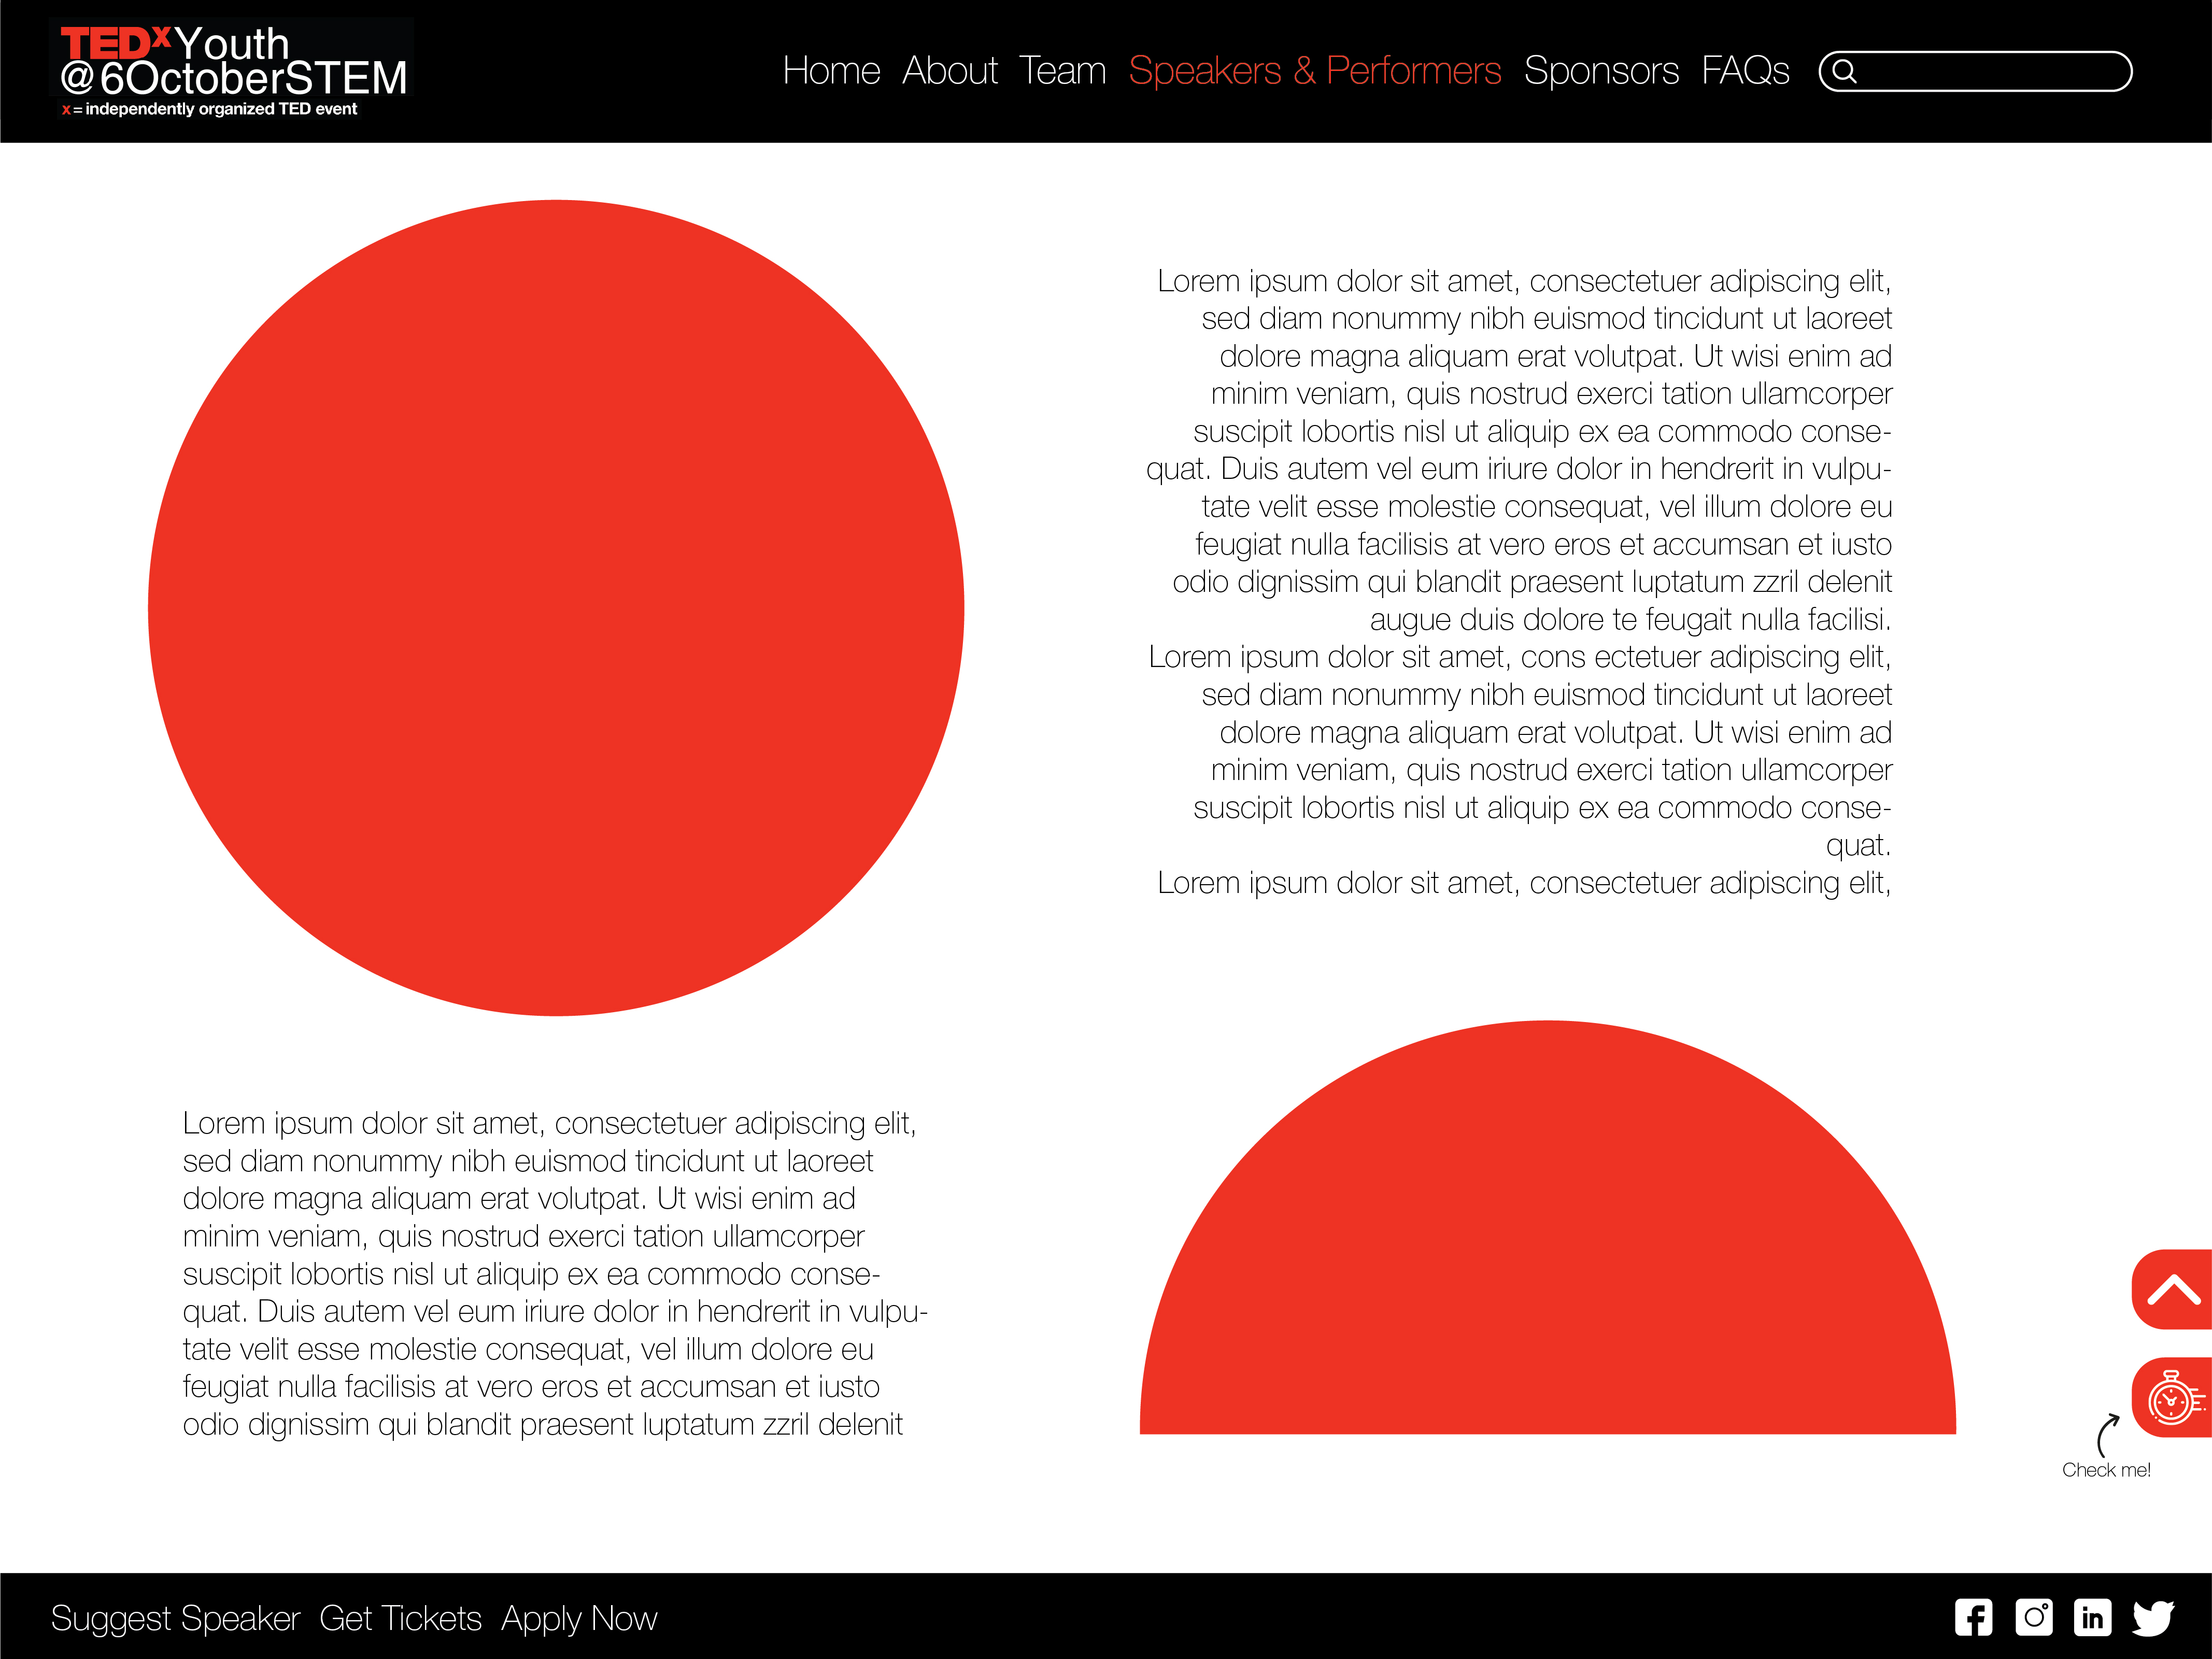 TEDxYouth
@6OctoberSTEM
x = independently organized TED event
Home About Team Speakers & Performers Sponsors FAQs
Lorem ipsum dolor sit amet, consectetuer adipiscing elit,
sed diam nonummy nibh euismod tincidunt ut laoreet
dolore magna aliquam erat volutpat. Ut wisi enim ad
minim veniam, quis nostrud exerci tation ullamcorper
suscipit lobortis nisl ut aliquip ex ea commodo conse-
quat. Duis autem vel eum iriure dolor in hendrerit in vulpu-
tate velit esse molestie consequat, vel illum dolore eu
feugiat nulla facilisis at vero eros et accumsan et iusto
odio dignissim qui blandit praesent luptatum zzril delenit
augue duis dolore te feugait nulla facilisi.
Lorem ipsum dolor sit amet, cons ectetuer adipiscing elit,
sed diam nonummy nibh euismod tincidunt ut laoreet
dolore magna aliquam erat volutpat. Ut wisi enim ad
minim veniam, quis nostrud exerci tation ullamcorper
suscipit lobortis nisl ut aliquip ex ea commodo conse-
quat.
Lorem ipsum dolor sit amet, consectetuer adipiscing elit,
Lorem ipsum dolor sit amet, consectetuer adipiscing elit,
sed diam nonummy nibh euismod tincidunt ut laoreet
dolore magna aliquam erat volutpat. Ut wisi enim ad
minim veniam, quis nostrud exerci tation ullamcorper
suscipit lobortis nisl ut aliquip ex ea commodo conse-
quat. Duis autem vel eum iriure dolor in hendrerit in vulpu-
tate velit esse molestie consequat, vel illum dolore eu
feugiat nulla facilisis at vero eros et accumsan et iusto
odio dignissim qui blandit praesent luptatum zzril delenit
Check me!
Suggest Speaker Get Tickets Apply Now